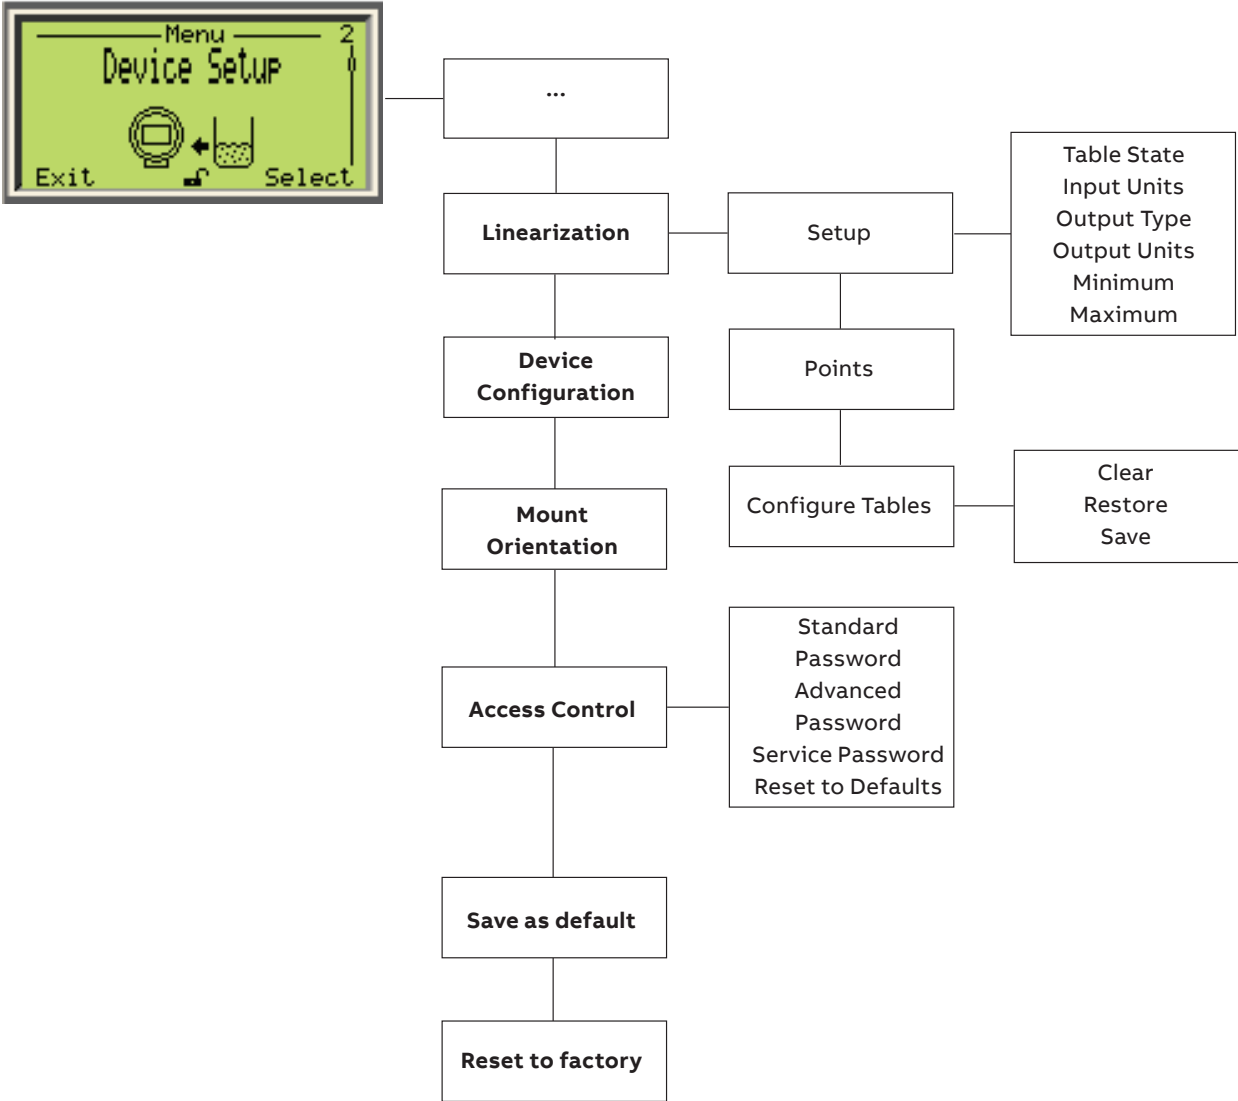 Menu 2
Device Setup
Exit Select
...
Linearization
Setup
Table State
Input Units
Output Type
Output Units
Minimum
Maximum
Device
Configuration
Points
Mount
Orientation
Configure Tables
Clear
Restore
Save
Access Control
Standard
Password
Advanced
Password
Service Password
Reset to Defaults
Save as default
Reset to factory